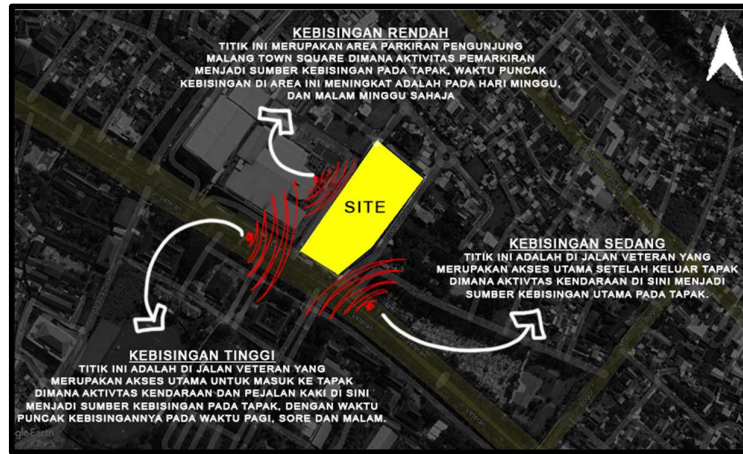 KEBISINGAN RENDAH
TITIK INI MERUPAKAN AREA PARKIRAN PENGUNJUNG
MALANG TOWN SQUARE DIMANA AKTIVITAS PEMARKIRAN
MENJADI SUMBER KEBISINGAN PADA TAPAK, WAKTU PUNCAK
KEBISINGAN DI AREA INI MENINGKAT ADALAH PADA HARI MINGGU,
DAN MALAM MINGGU SAHAJA
SITE
KEBISINGAN SEDANG
TITIK INI ADALAH DI JALAN VETERAN YANG
MERUPAKAN AKSES UTAMA SETELAH KELUAR TAPAK
DIMANA AKTIVTAS KENDARAAN DI SINI MENJADI
SUMBER KEBISINGAN UTAMA PADA TAPAK.
KEBISINGAN TINGGI
TITIK INI ADALAH DI JALAN VETERAN YANG
MERUPAKAN AKSES UTAMA UNTUK MASUK KE TAPAK
DIMANA AKTIVTAS KENDARAAN DAN PEJALAN KAKI DI SINI
MENJADI SUMBER KEBISINGAN PADA TAPAK, DENGAN WAKTU
PUNCAK KEBISINGANNYA PADA WAKTU PAGI, SORE DAN MALAM.
gle Earth